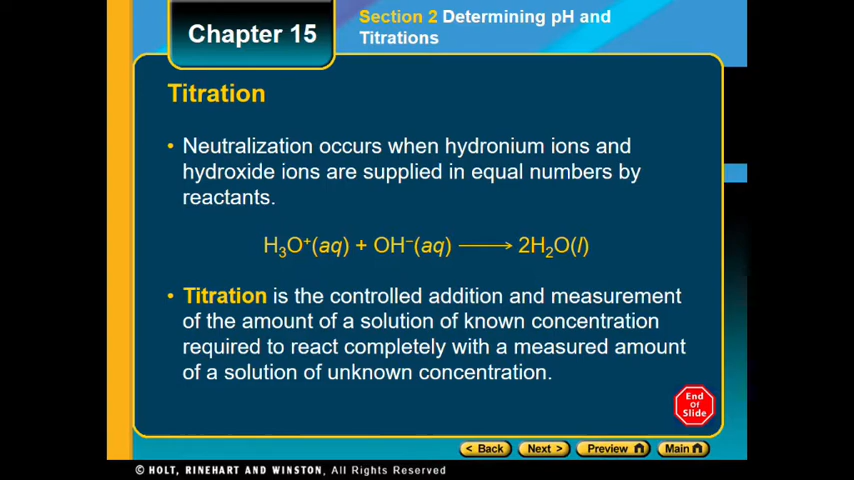 Chapter 15
Section 2 Determining pH and
Titrations
Titration
• Neutralization occurs when hydronium ions and
hydroxide ions are supplied in equal numbers by
reactants.
H₃O⁺(aq) + OH⁻(aq) ⟶ 2H₂O(l)
• Titration is the controlled addition and measurement
of the amount of a solution of known concentration
required to react completely with a measured amount
of a solution of unknown concentration.
End
Of
Slide
< Back Next > Preview Main
© HOLT, RINEHART AND WINSTON, All Rights Reserved